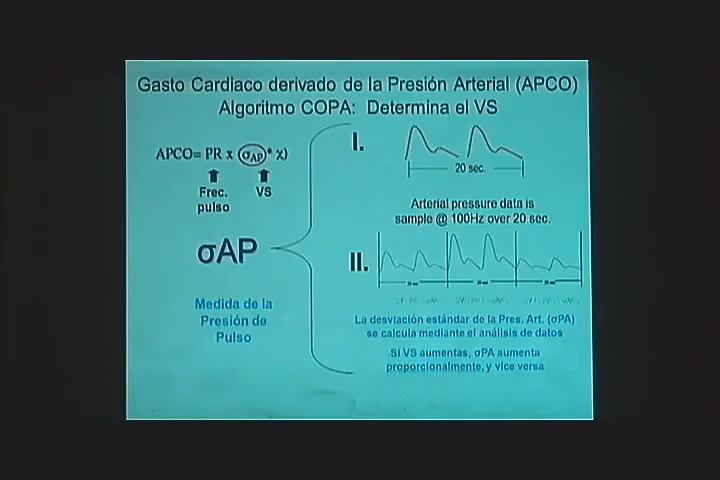 Gasto Cardiaco derivado de la Presión Arterial (APCO)
Algoritmo COPA: Determina el VS
APCO= PR x (σAP* χ)
Frec. pulso
VS
σAP
Medida de la
Presión de
Pulso
I.
20 sec.
Arterial pressure data is
sample @ 100Hz over 20 sec.
II.
La desviación estándar de la Pres. Art. (σPA)
se calcula mediante el análisis de datos
Si VS aumentas, σPA aumenta
proporcionalmente, y vice versa